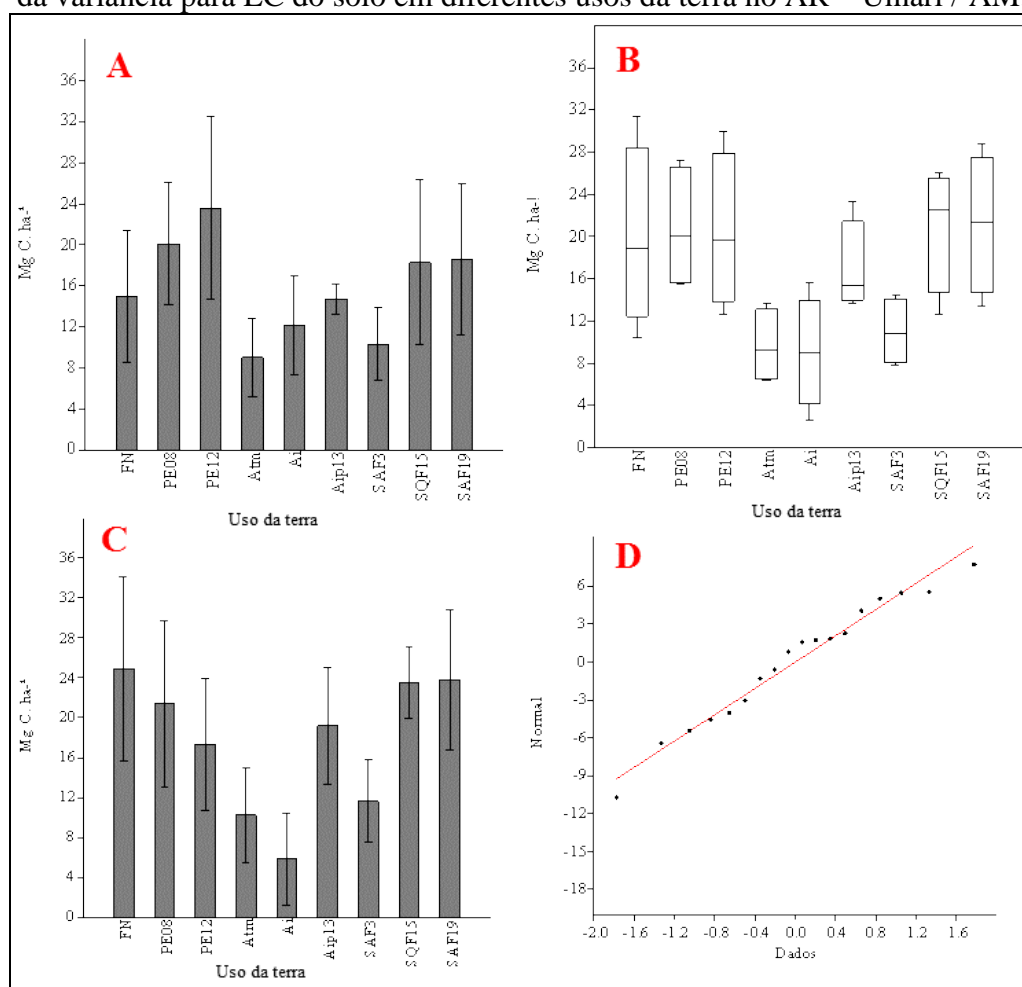 da variância para EC do solo em diferentes usos da terra no AR – Umari / AM
A
Mg C. ha-¹
36
32
28
24
20
16
12
8
4
0
FN
PE08
PE12
Atm
Ai
Aip13
SAF3
SQF15
SAF19
Uso da terra
B
Mg C. ha-!
36
32
28
24
20
16
12
8
4
0
FN
PE08
PE12
Atm
Ai
Aip13
SAF3
SQF15
SAF19
Uso da terra
C
Mg C. ha-¹
36
32
28
24
20
16
12
8
4
0
FN
PE08
PE12
Atm
Ai
Aip13
SAF3
SQF15
SAF19
Uso da terra
D
Normal
6
3
0
-3
-6
-9
-12
-15
-18
-2.0 -1.6 -1.2 -0.8 -0.4 0.0 0.4 0.8 1.2 1.6
Dados